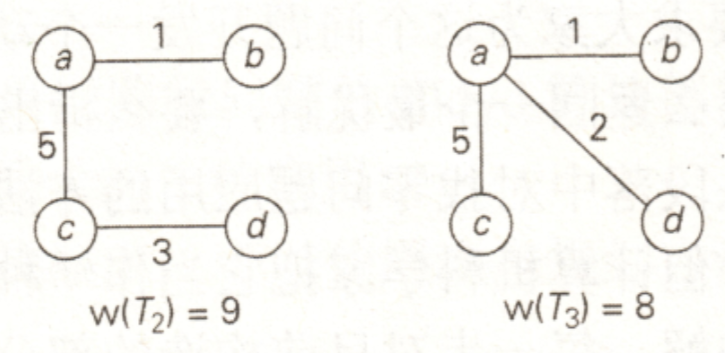 a 1 b
5
c 3 d
w(T₂) = 9
a 1 b
5 2
c d
w(T₃) = 8